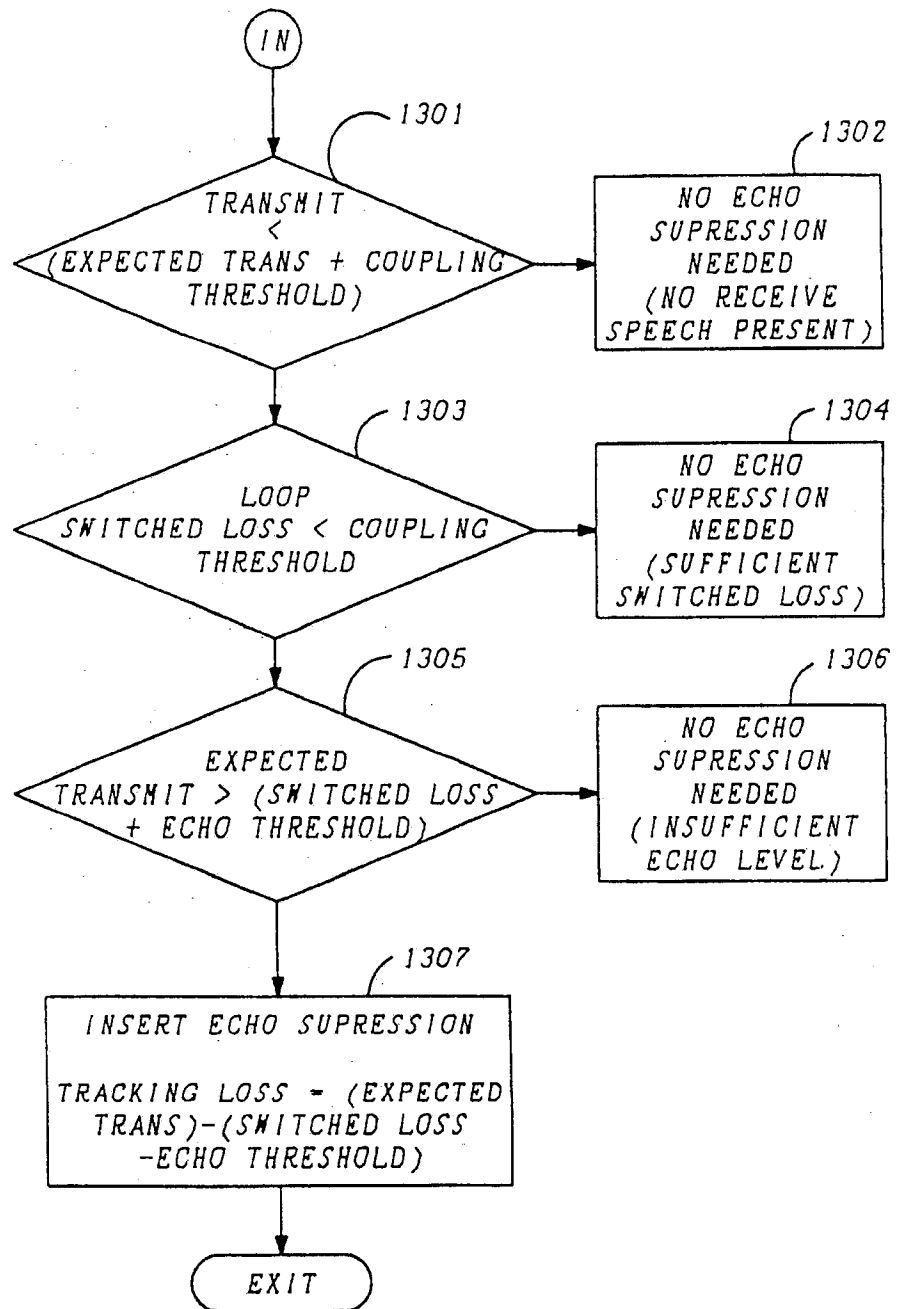 IN
1301
TRANSMIT
<
(EXPECTED TRANS + COUPLING
THRESHOLD)
1302
NO ECHO
SUPRESSION
NEEDED
(NO RECEIVE
SPEECH PRESENT)
1303
LOOP
SWITCHED LOSS < COUPLING
THRESHOLD
1304
NO ECHO
SUPRESSION
NEEDED
(SUFFICIENT
SWITCHED LOSS)
1305
EXPECTED
TRANSMIT > (SWITCHED LOSS
+ ECHO THRESHOLD)
1306
NO ECHO
SUPRESSION
NEEDED
(INSUFFICIENT
ECHO LEVEL)
1307
INSERT ECHO SUPRESSION
TRACKING LOSS = (EXPECTED
TRANS)-(SWITCHED LOSS
-ECHO THRESHOLD)
EXIT